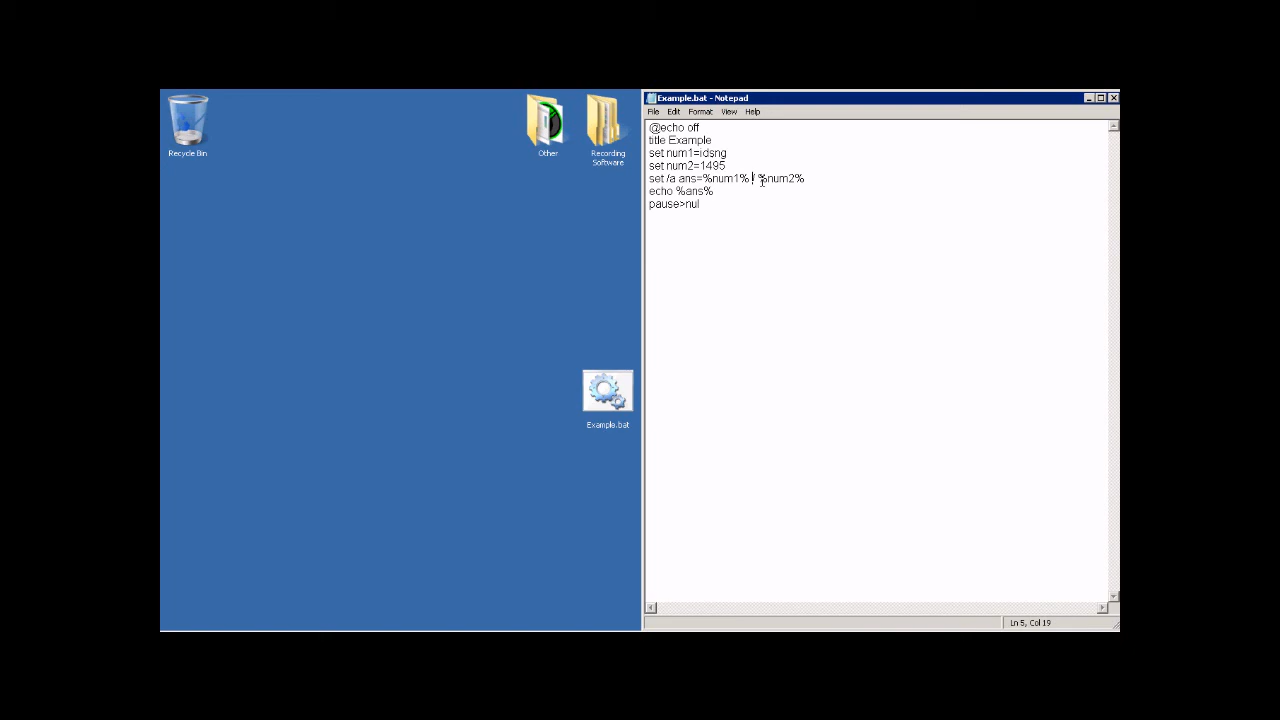 Example.bat - Notepad
File Edit Format View Help
@echo off
title Example
set num1=idsng
set num2=1495
set /a ans=%num1% / %num2%
echo %ans%
pause>nul
Recycle Bin
Other
Recording
Software
Example.bat
Ln 5, Col 19